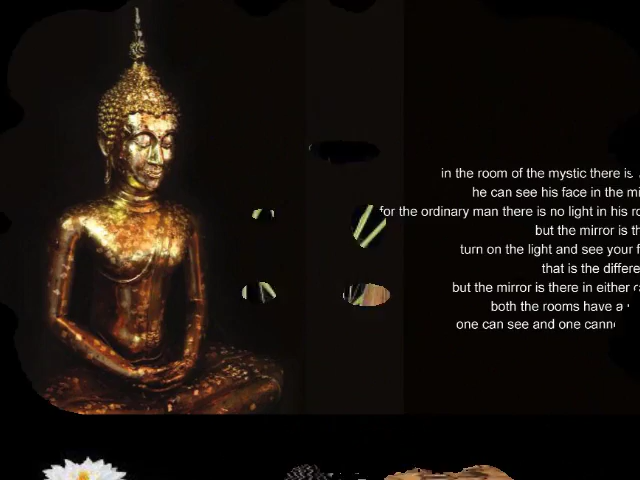 in the room of the mystic there is
he can see his face in the
for the ordinary man there is no light in his
but the mirror is
turn on the light and see your
that is the
but the mirror is there in either
both the rooms have a
one can see and one